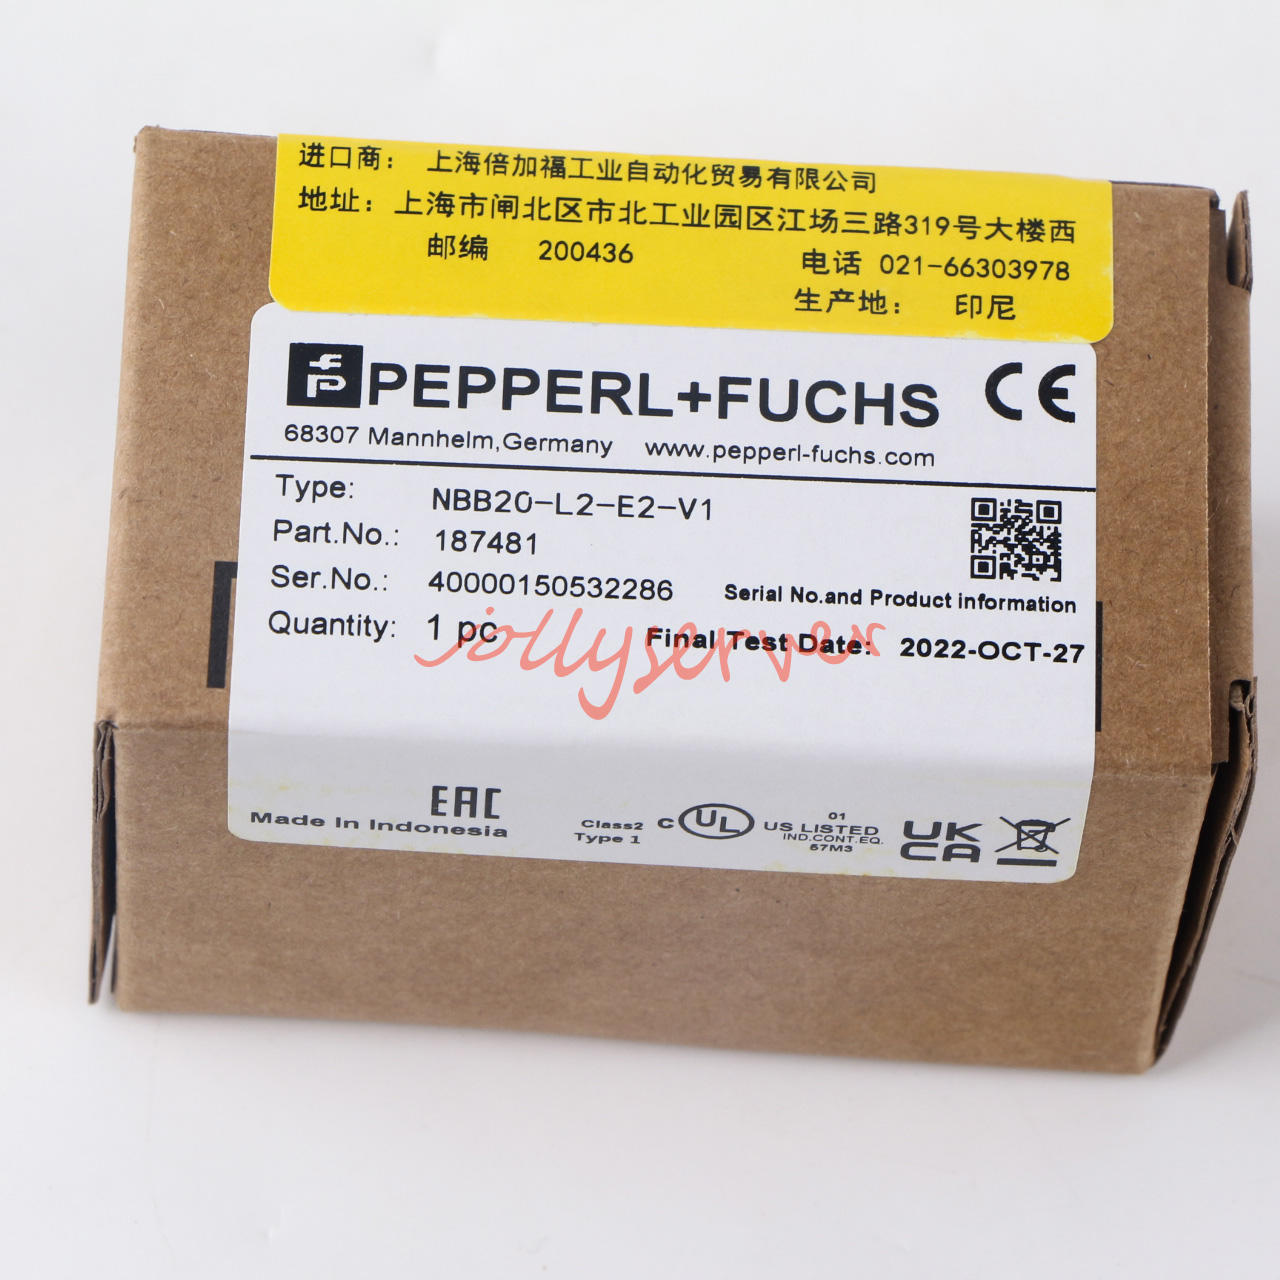 进口商： 上海倍加福工业自动化贸易有限公司
地址：上海市闸北区市北工业园区江场三路319号大楼西
邮编 200436 电话 021-66303978
生产地： 印尼
PEPPERL+FUCHS CE
68307 Mannhelm,Germany www.pepperl-fuchs.com
Type: NBB20-L2-E2-V1
Part.No.: 187481
Ser.No.: 40000150532286
Serial No.and Product information
Quantity: 1 pc
Final Test Date: 2022-OCT-27
jollyserver
EAC
Made In Indonesia
Class2
Type 1
C UL US LISTED
01
IND.CONT.EQ.
57M3
UK
CA